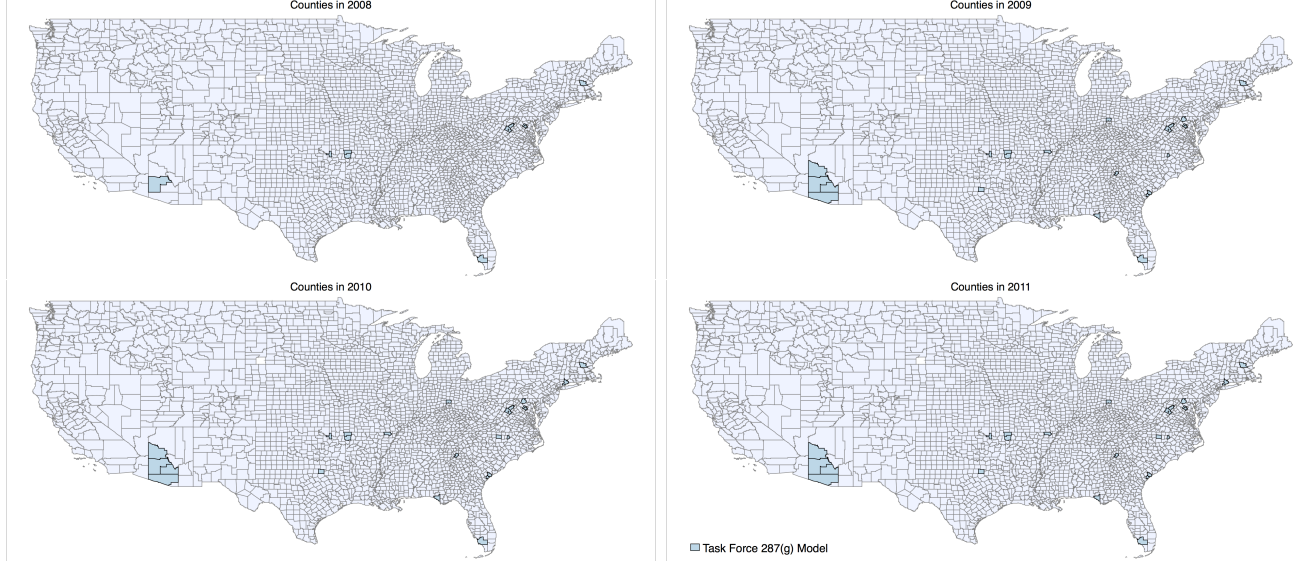 Counties in 2008
Counties in 2009
Counties in 2010
Counties in 2011
Task Force 287(g) Model